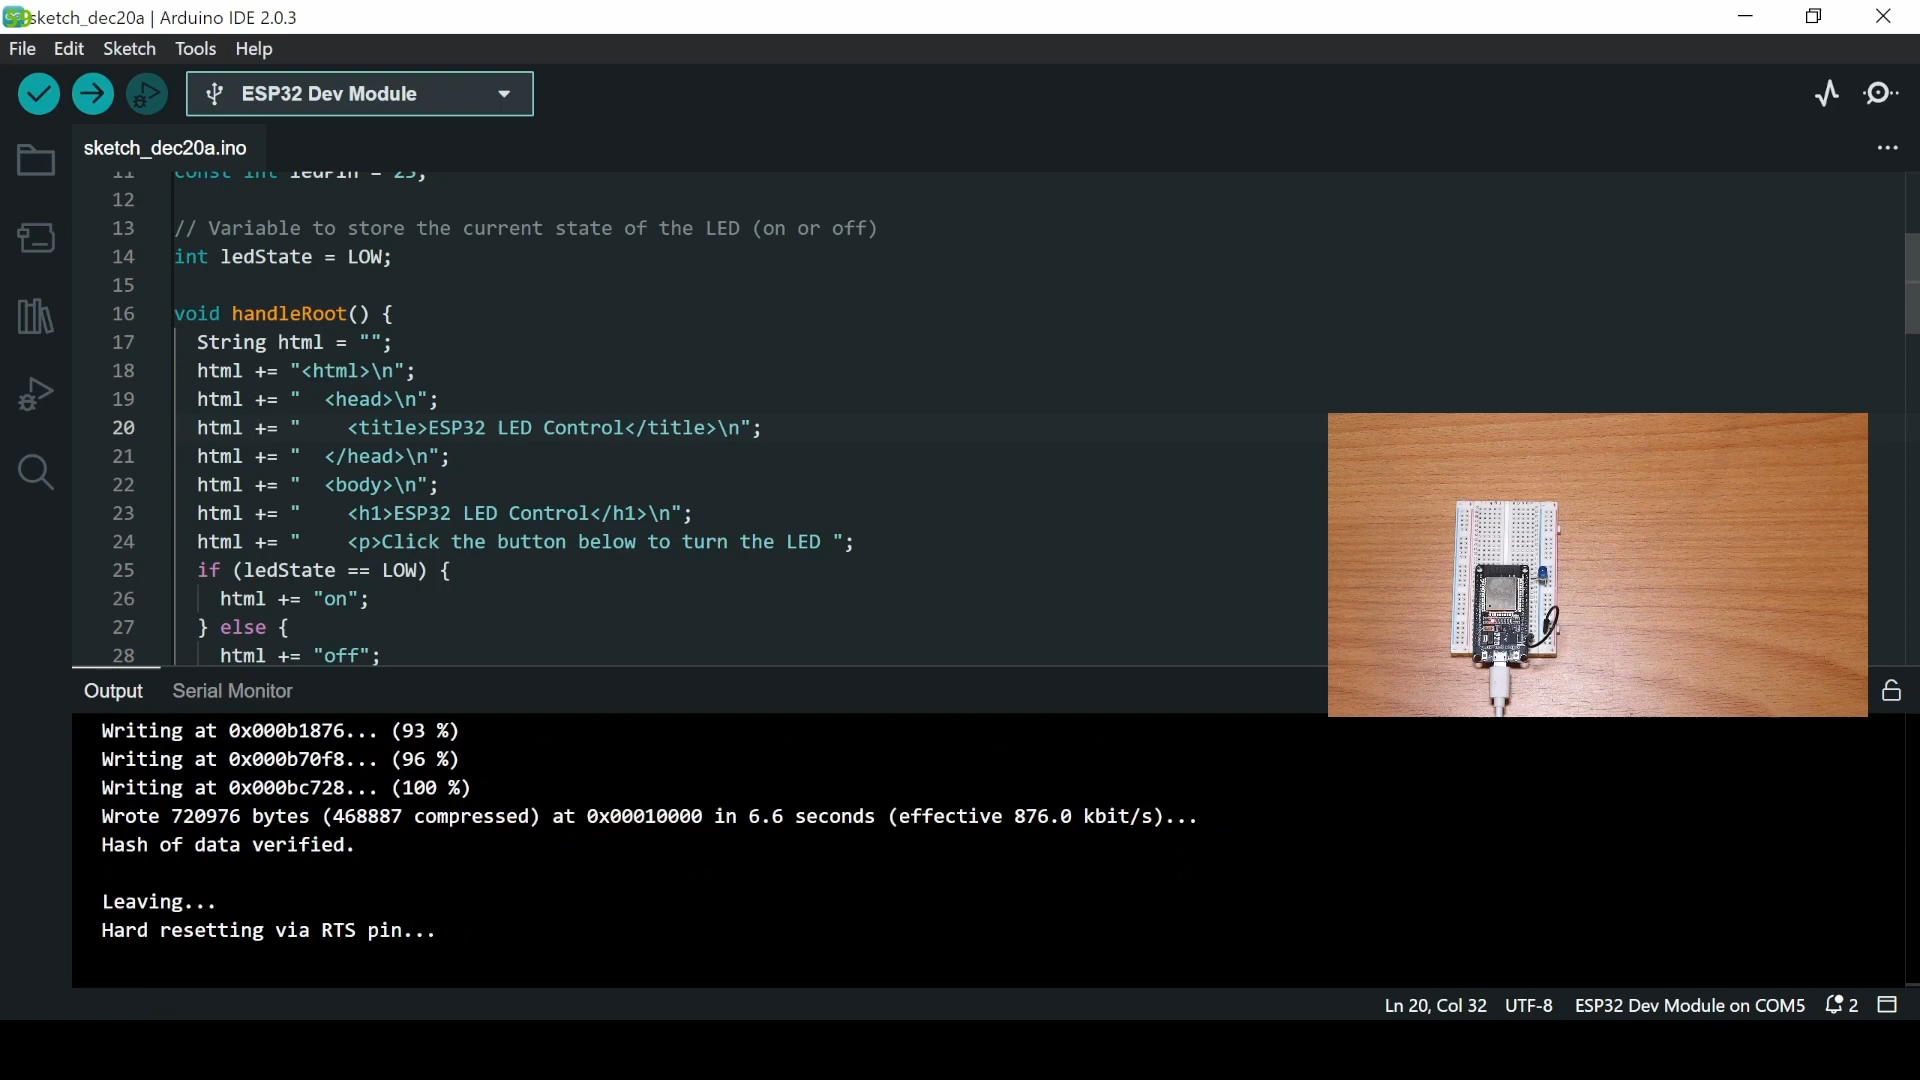 sketch_dec20a | Arduino IDE 2.0.3
File Edit Sketch Tools Help
ESP32 Dev Module
sketch_dec20a.ino
11 const int ledPin = 23;
12
13 // Variable to store the current state of the LED (on or off)
14 int ledState = LOW;
15
16 void handleRoot() {
17 String html = "";
18 html += "<html>\n";
19 html += "  <head>\n";
20 html += "    <title>ESP32 LED Control</title>\n";
21 html += "  </head>\n";
22 html += "  <body>\n";
23 html += "    <h1>ESP32 LED Control</h1>\n";
24 html += "    <p>Click the button below to turn the LED ";
25 if (ledState == LOW) {
26 html += "on";
27 } else {
28 html += "off";
Output Serial Monitor
Writing at 0x000b1876... (93 %)
Writing at 0x000b70f8... (96 %)
Writing at 0x000bc728... (100 %)
Wrote 720976 bytes (468887 compressed) at 0x00010000 in 6.6 seconds (effective 876.0 kbit/s)...
Hash of data verified.
Leaving...
Hard resetting via RTS pin...
Ln 20, Col 32 UTF-8 ESP32 Dev Module on COM5 2